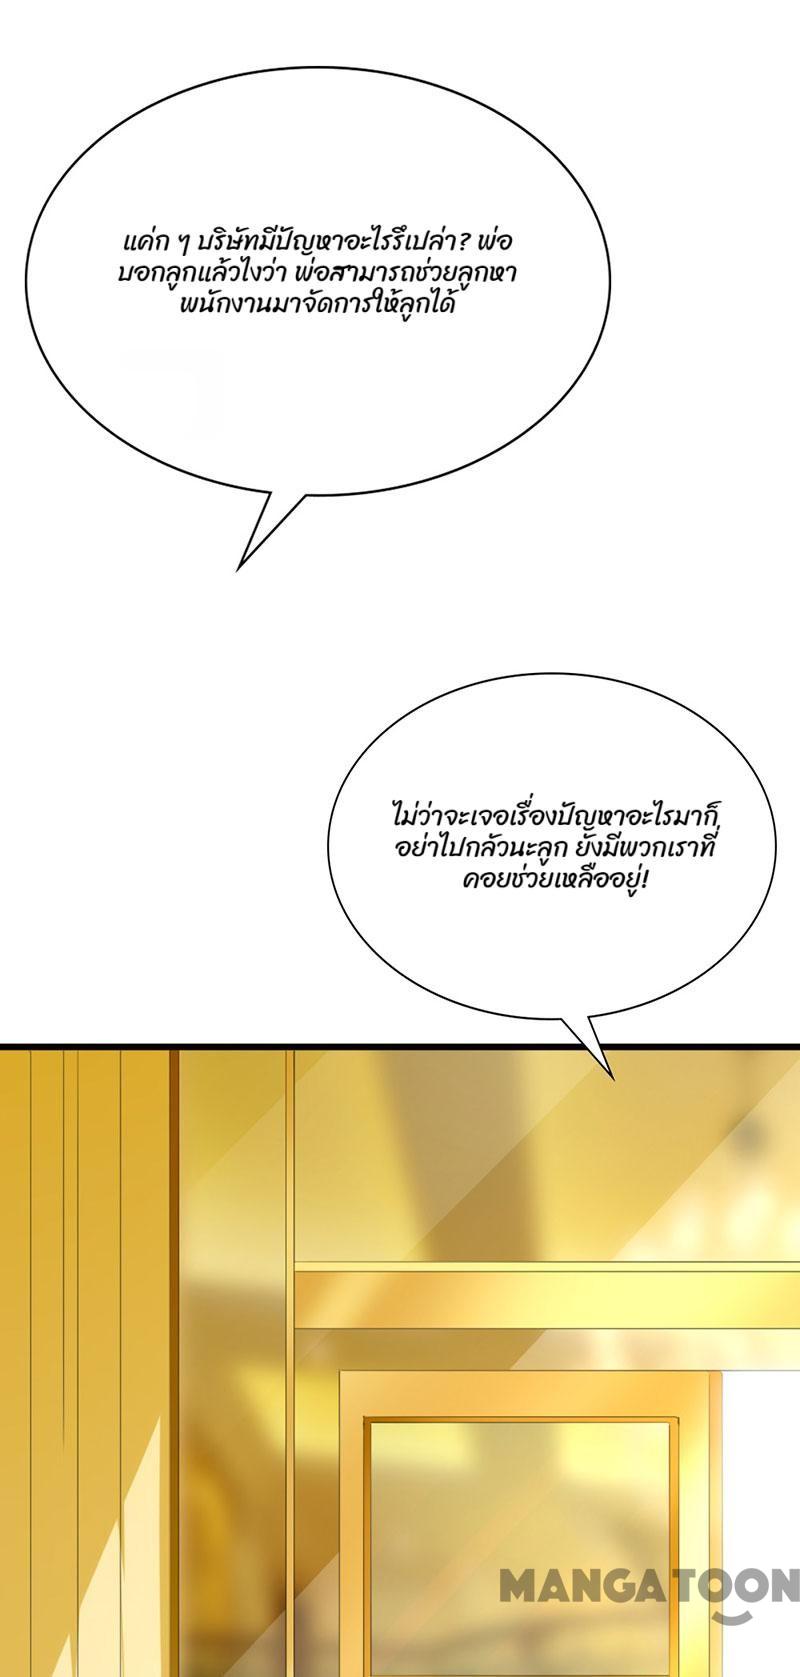 แค่ก ๆ บริษัทมีปัญหาอะไรรึเปล่า? พ่อ
บอกลูกแล้วไงว่า พ่อสามารถช่วยลูกหา
พนักงานมาจัดการให้ลูกได้
ไม่ว่าจะเจอเรื่องปัญหาอะไรมาก็
อย่าไปกลัวนะลูก ยังมีพวกเราที่
คอยช่วยเหลืออยู่!
MANGATOON